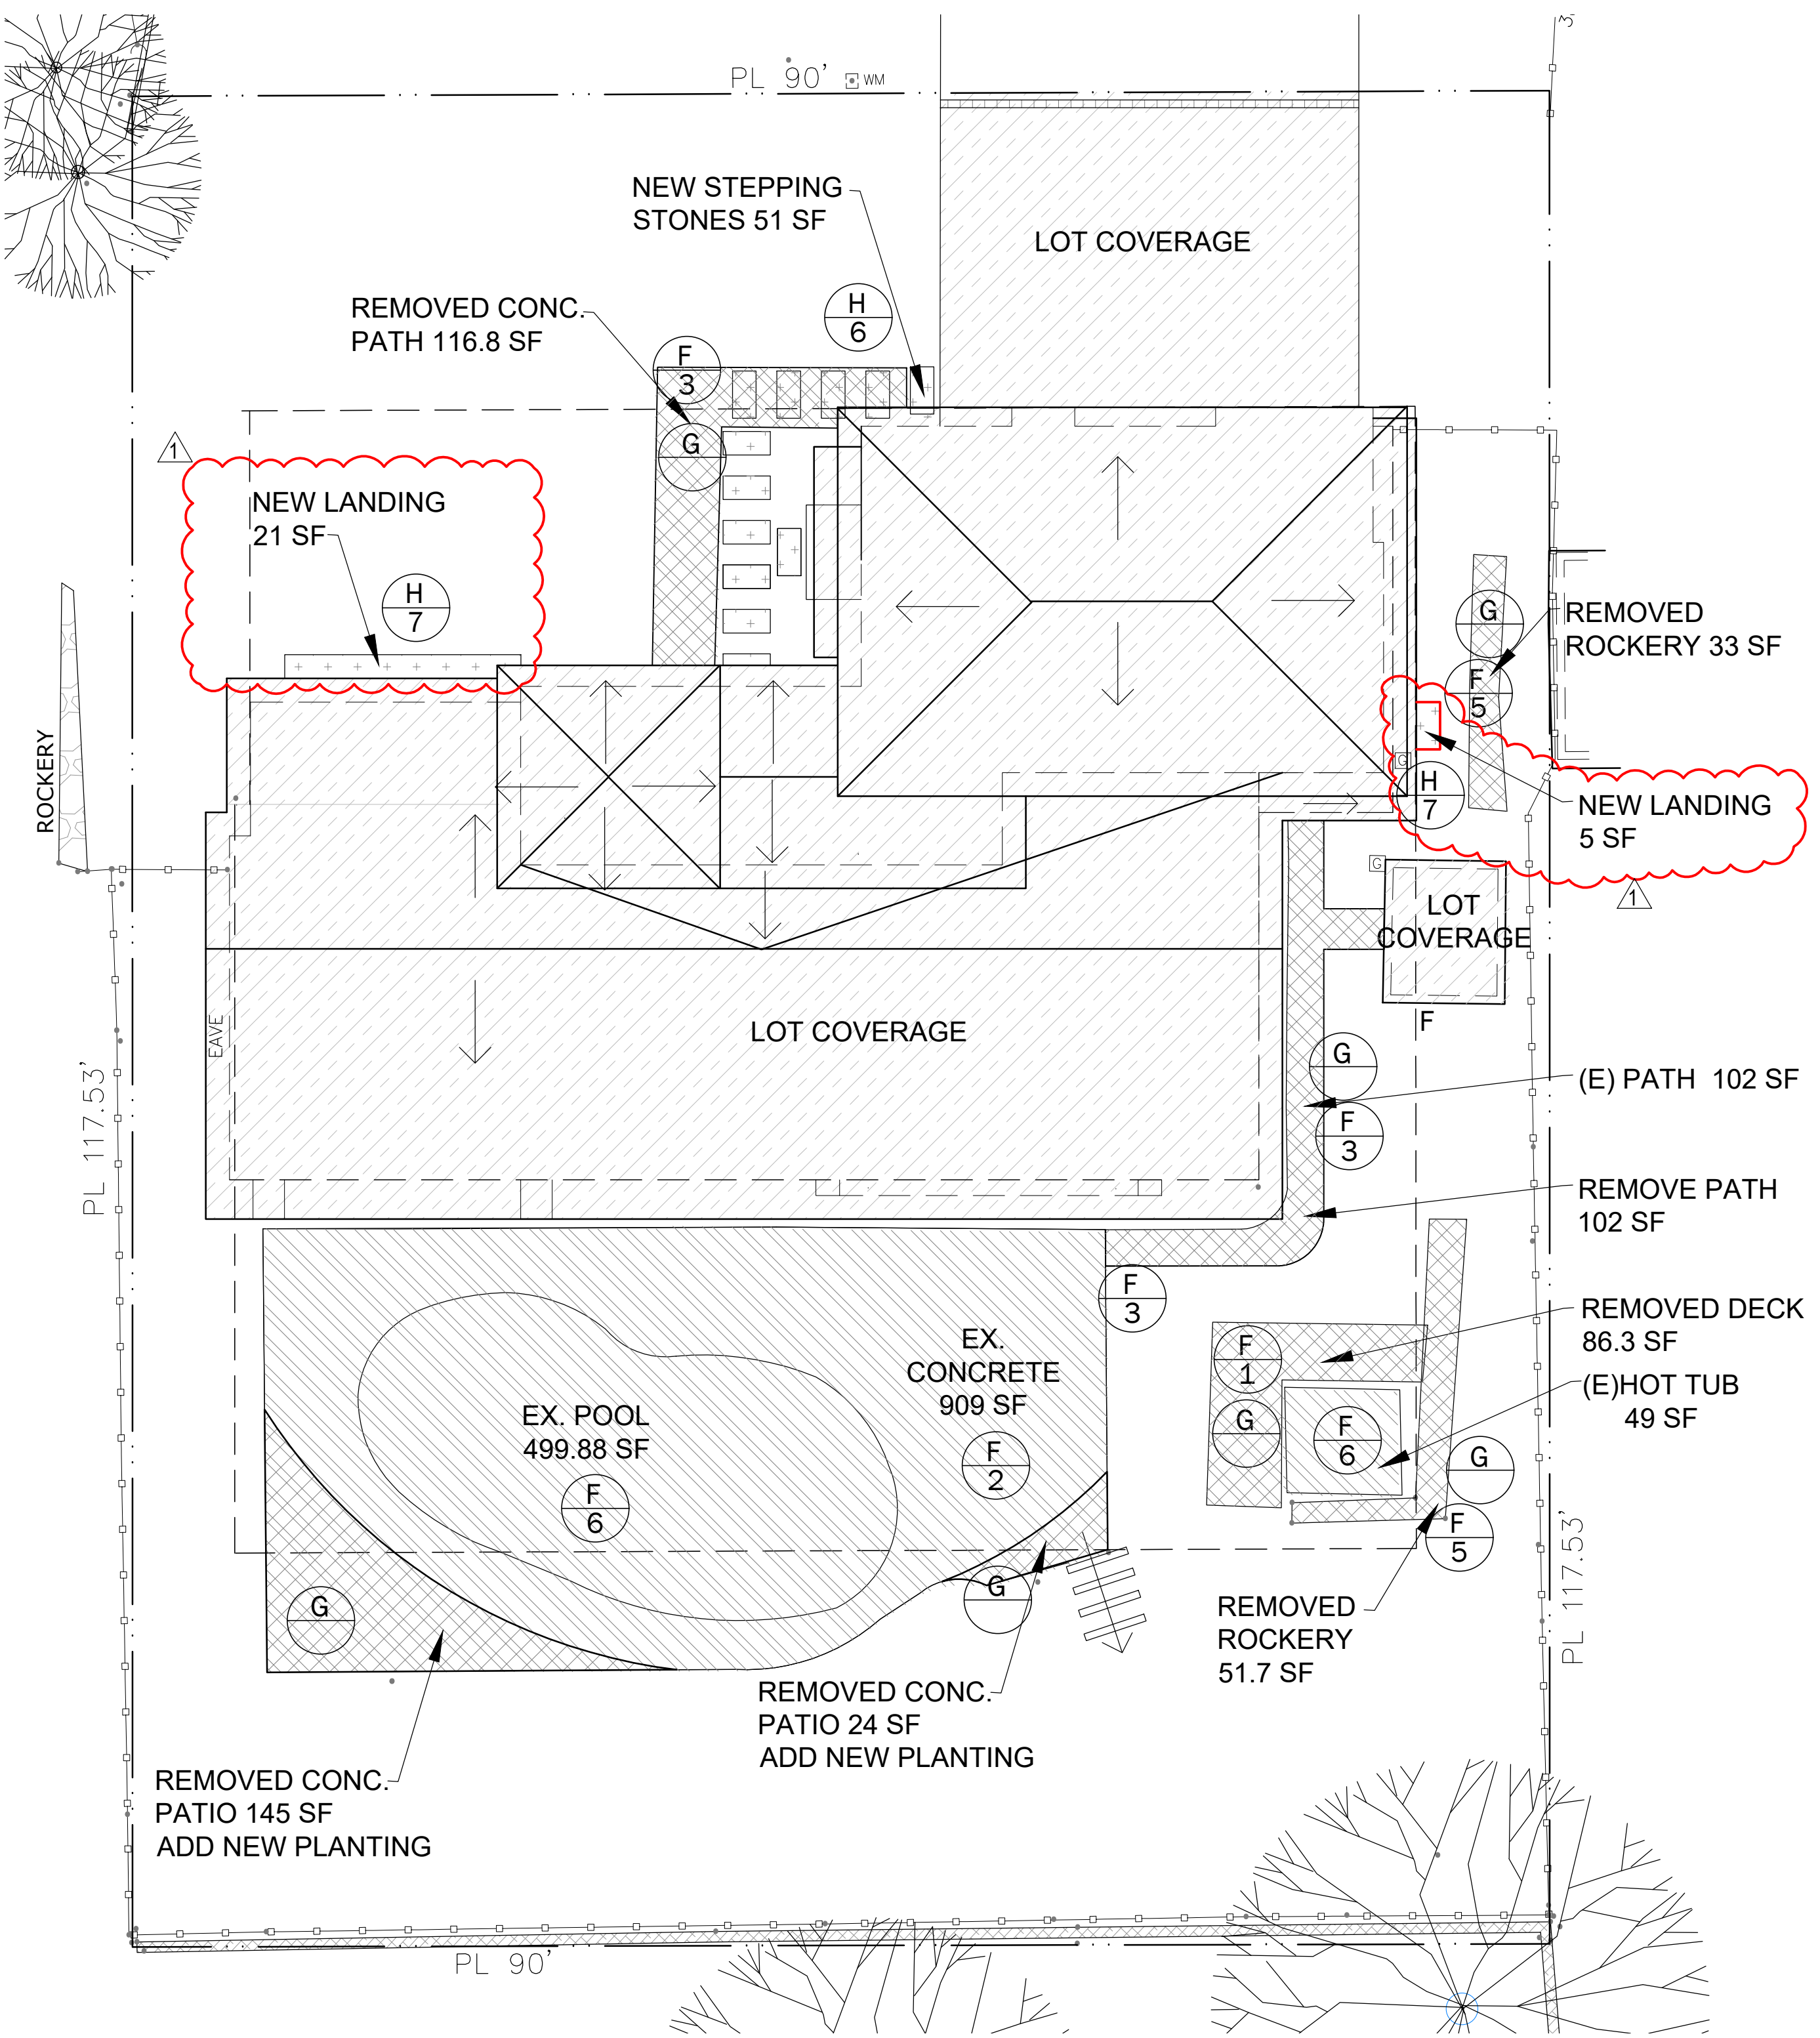 PL 90'
WM
NEW STEPPING
STONES 51 SF
LOT COVERAGE
REMOVED CONC.
PATH 116.8 SF
H
6
F
3
G
1
NEW LANDING
21 SF
H
7
G
REMOVED
ROCKERY 33 SF
F
5
ROCKERY
G
H
7
NEW LANDING
5 SF
1
G
LOT
COVERAGE
F
EAVE
LOT COVERAGE
G
(E) PATH 102 SF
F
3
PL 117.53'
REMOVE PATH
102 SF
F
3
REMOVED DECK
86.3 SF
EX.
CONCRETE
909 SF
F
1
(E)HOT TUB
49 SF
EX. POOL
499.88 SF
G
F
6
F
2
G
F
6
F
5
PL 117.53'
G
G
REMOVED
ROCKERY
51.7 SF
REMOVED CONC.
PATIO 24 SF
ADD NEW PLANTING
REMOVED CONC.
PATIO 145 SF
ADD NEW PLANTING
PL 90'